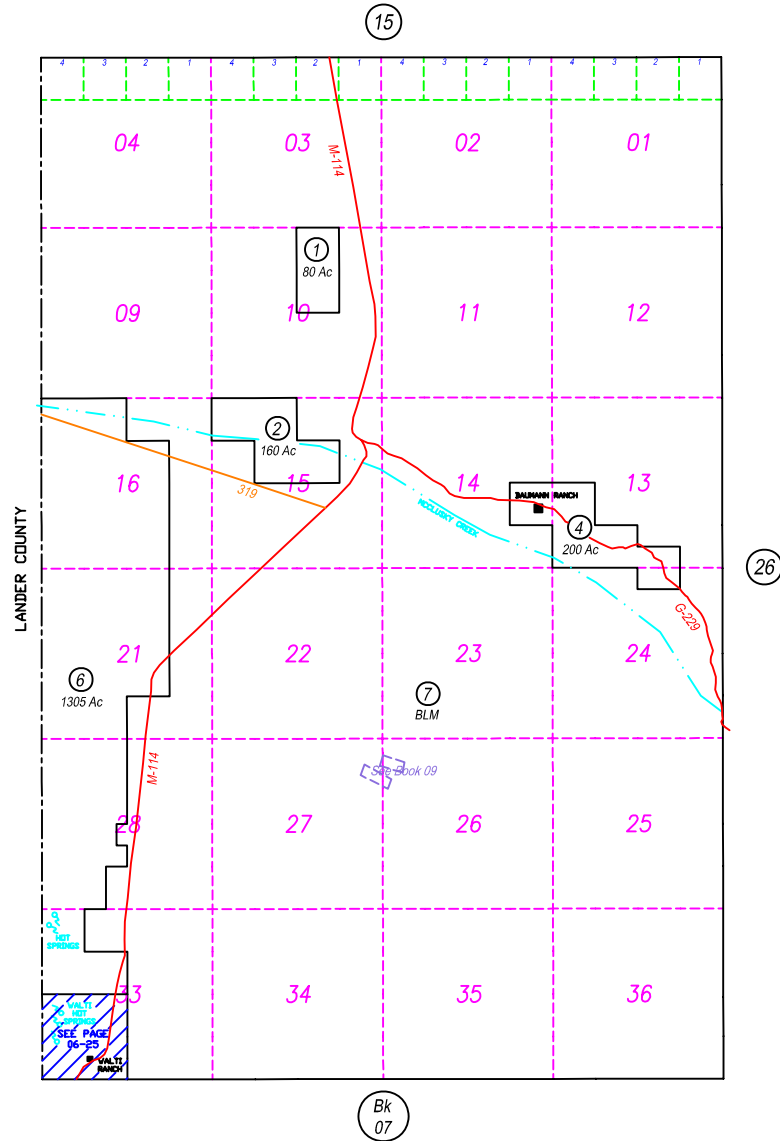 15
4 3 2 1 4 3 2 1 4 3 2 1 4 3 2 1
04 03 02 01
M-114
1
80 Ac
09 10 11 12
2
160 Ac
16 15 14 13
319
BAUMANN RANCH
MCCLUSKY CREEK
4
200 Ac
LANDER COUNTY
26
G-229
21 22 23 24
6
1305 Ac
7
BLM
M-114
See Book 09
28 27 26 25
HOT
SPRINGS
33 34 35 36
WALTI
HOT
SPRINGS
SEE PAGE
06-25
WALTI
RANCH
Bk
07